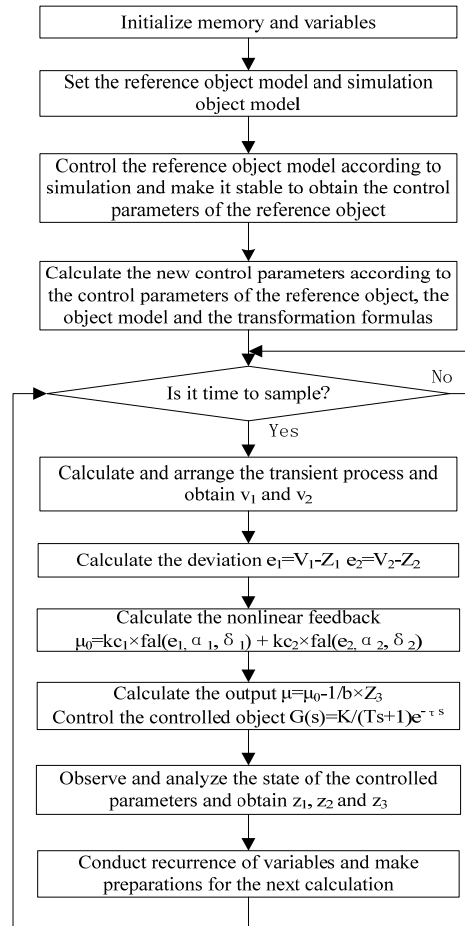 Initialize memory and variables
Set the reference object model and simulation
object model
Control the reference object model according to
simulation and make it stable to obtain the control
parameters of the reference object
Calculate the new control parameters according to
the control parameters of the reference object, the
object model and the transformation formulas
Is it time to sample?
No
Yes
Calculate and arrange the transient process and
obtain v₁ and v₂
Calculate the deviation e₁=V₁-Z₁ e₂=V₂-Z₂
Calculate the nonlinear feedback
μ₀=kc₁×fal(e₁, α₁, δ₁) + kc₂×fal(e₂, α₂, δ₂)
Calculate the output μ=μ₀-1/b×Z₃
Control the controlled object G(s)=K/(Ts+1)e^{-τs}
Observe and analyze the state of the controlled
parameters and obtain z₁, z₂ and z₃
Conduct recurrence of variables and make
preparations for the next calculation